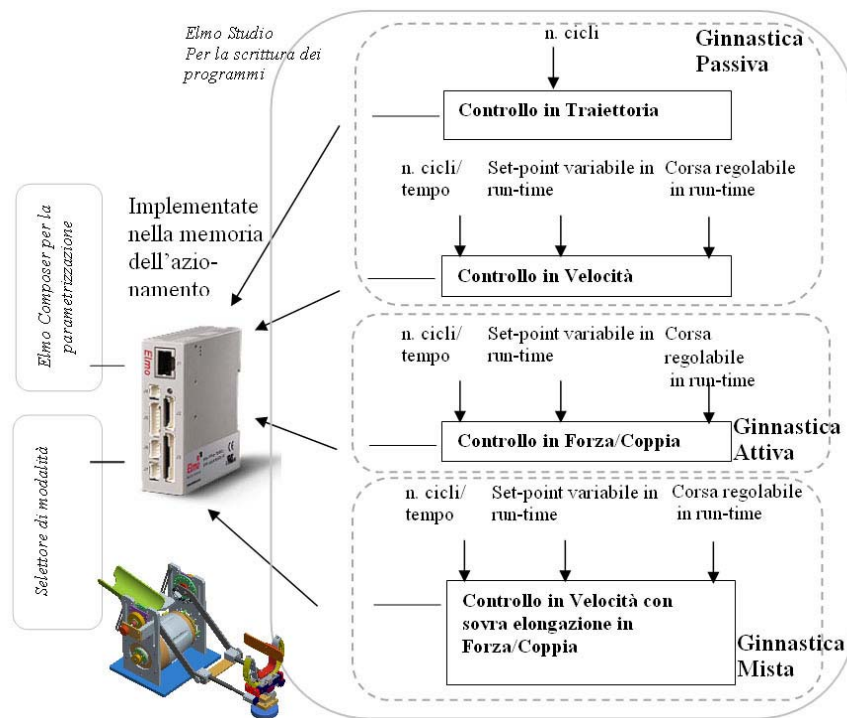 Elmo Studio
Per la scrittura dei
programmi
n. cicli
Ginnastica
Passiva
Controllo in Traiettoria
n. cicli/
tempo
Set-point variabile in
run-time
Corsa regolabile
in run-time
Controllo in Velocità
Implementate
nella memoria
dell'azio-
namento
Elmo Composer per la
parametrizzazione
Elmo
Elmo
Selettore di modalità
n. cicli/
tempo
Set-point variabile in
run-time
Corsa
regolabile
in run-time
Controllo in Forza/Coppia
Ginnastica
Attiva
n. cicli/
tempo
Set-point variabile in
run-time
Corsa regolabile
in run-time
Controllo in Velocità con
sovra elongazione in
Forza/Coppia
Ginnastica
Mista